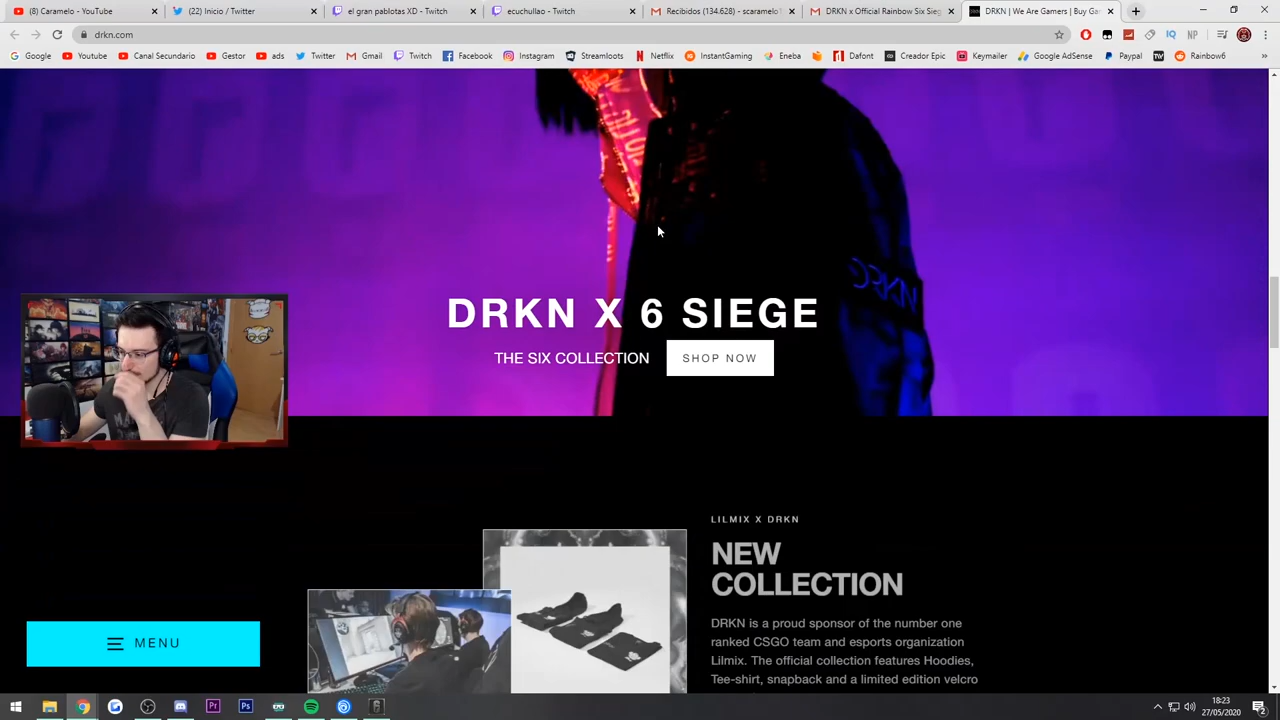 (8) Caramelo - YouTube
(22) Inicio / Twitter
el gran poblotas.XD - Twitch
ecuchullao - Twitch
Recibidos (134.628) - scaramelo
DRKN x Official Rainbow Six Sieg
DRKN | We Are Gamers | Buy Ga
drkn.com
Google
Youtube
Canal Secundario
Gestor
ads
Twitter
Gmail
Twitch
Facebook
Instagram
Streamloots
Netflix
InstantGaming
Eneba
Dafont
Creador Epic
Keymailer
Google AdSense
Paypal
Rainbow6
DRKN X 6 SIEGE
THE SIX COLLECTION
SHOP NOW
LILMIX X DRKN
NEW
COLLECTION
DRKN is a proud sponsor of the number one
ranked CSGO team and esports organization
Lilmix. The official collection features Hoodies,
Tee-shirt, snapback and a limited edition velcro
MENU
18:23
27/05/2020